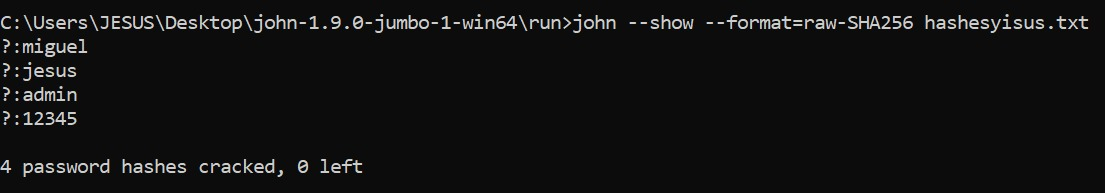 C:\Users\JESUS\Desktop\john-1.9.0-jumbo-1-win64\run>john --show --format=raw-SHA256 hashesyisus.txt
?:miguel
?:jesus
?:admin
?:12345
4 password hashes cracked, 0 left